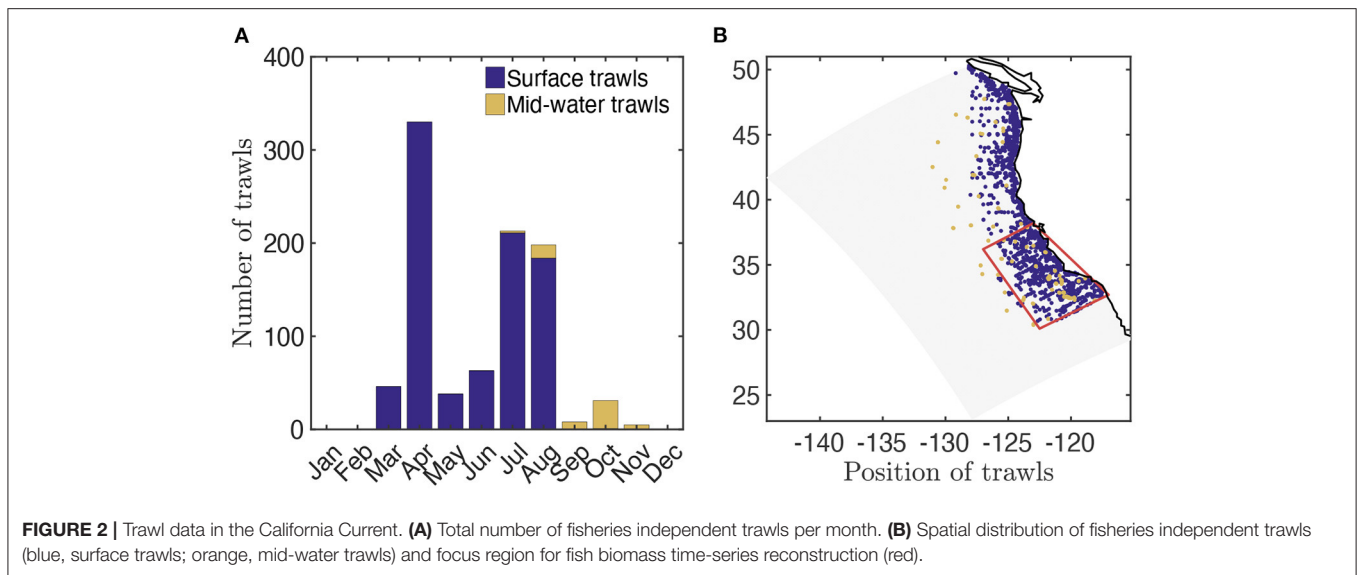 A
B
400
300
200
100
0
Number of trawls
Surface trawls
Mid-water trawls
Jan
Feb
Mar
Apr
May
Jun
Jul
Aug
Sep
Oct
Nov
Dec
50
45
40
35
30
25
-140
-135
-130
-125
-120
Position of trawls
FIGURE 2 | Trawl data in the California Current. (A) Total number of fisheries independent trawls per month. (B) Spatial distribution of fisheries independent trawls
(blue, surface trawls; orange, mid-water trawls) and focus region for fish biomass time-series reconstruction (red).